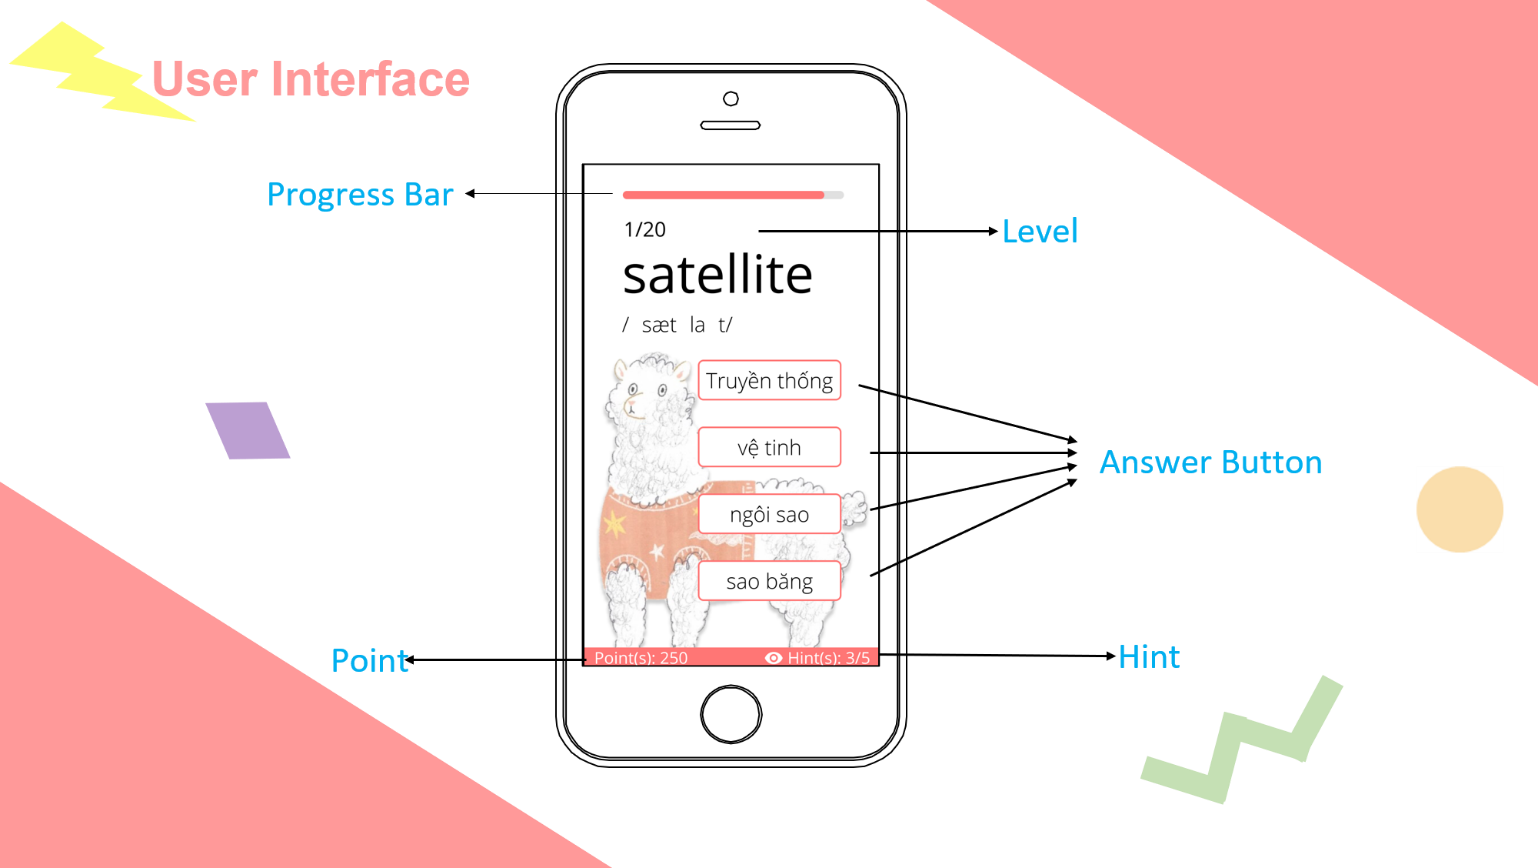 User Interface
Progress Bar
1/20
Level
satellite
/ sæt la t/
Truyền thống
vệ tinh
Answer Button
ngôi sao
sao băng
Point
Point(s): 250
Hint(s): 3/5
Hint